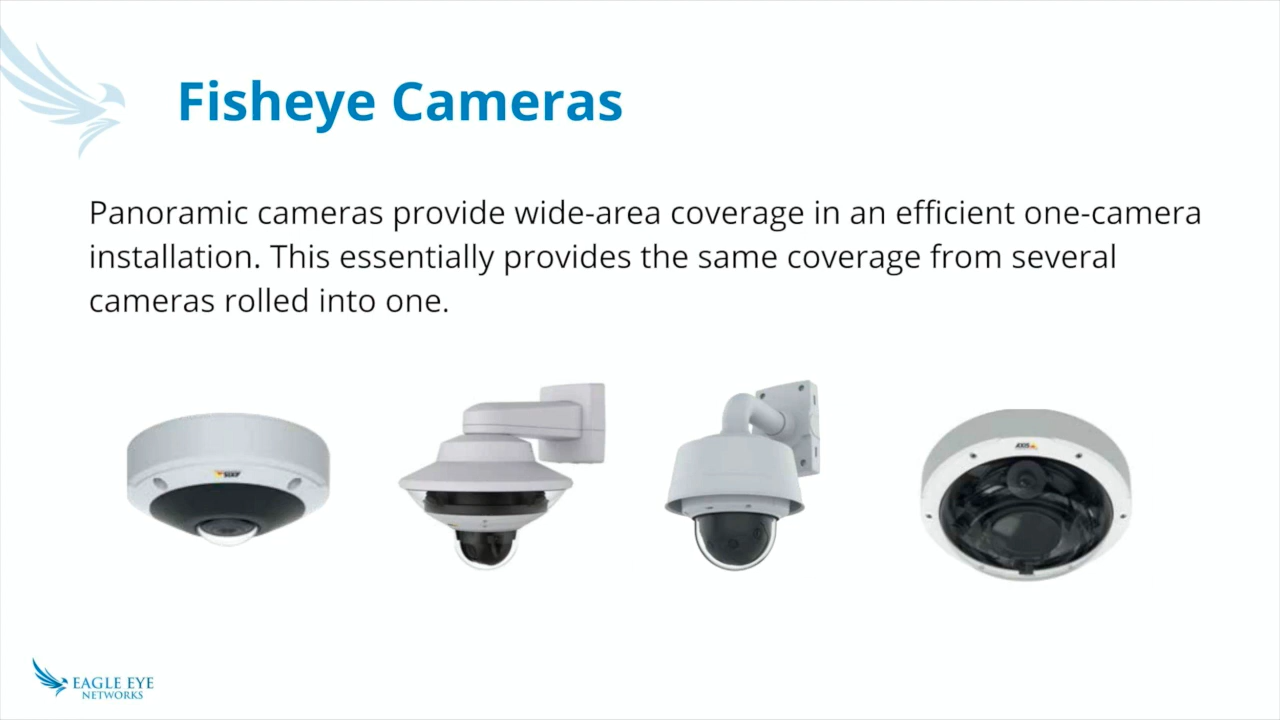 Fisheye Cameras
Panoramic cameras provide wide-area coverage in an efficient one-camera
installation. This essentially provides the same coverage from several
cameras rolled into one.
AXIS
EAGLE EYE
NETWORKS